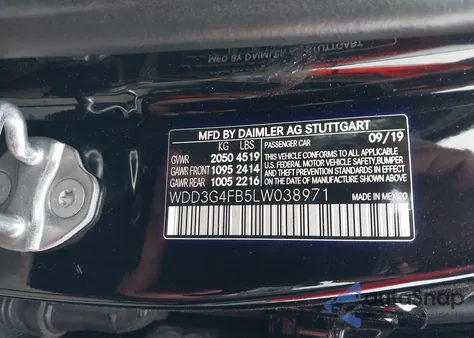 MFD BY DAIMLER AG STUTTGART
KG LBS PASSENGER CAR 09/19
GVWR 2050 4519
GAWR FRONT 1095 2414
GAWR REAR 1005 2216
THIS VEHICLE CONFORMS TO ALL APPLICABLE
U.S. FEDERAL MOTOR VEHICLE SAFETY, BUMPER
AND THEFT PREVENTION STANDARDS IN EFFECT
ON THE DATE OF MANUFACTURE SHOWN ABOVE.
WDD3G4FB5LW038971 MADE IN MEXICO
AutoSnap